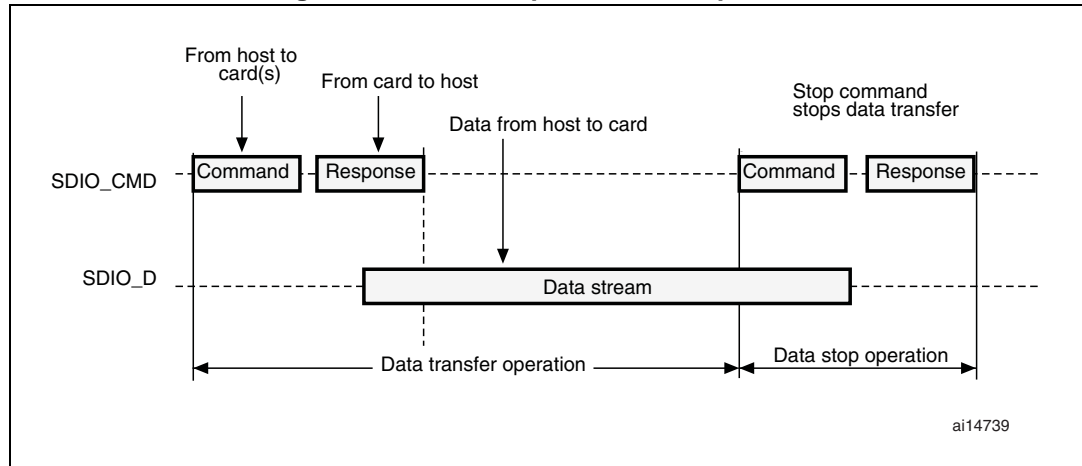 From host to
card(s)
From card to host
Data from host to card
Stop command
stops data transfer
SDIO_CMD
Command
Response
Command
Response
SDIO_D
Data stream
Data transfer operation
Data stop operation
ai14739